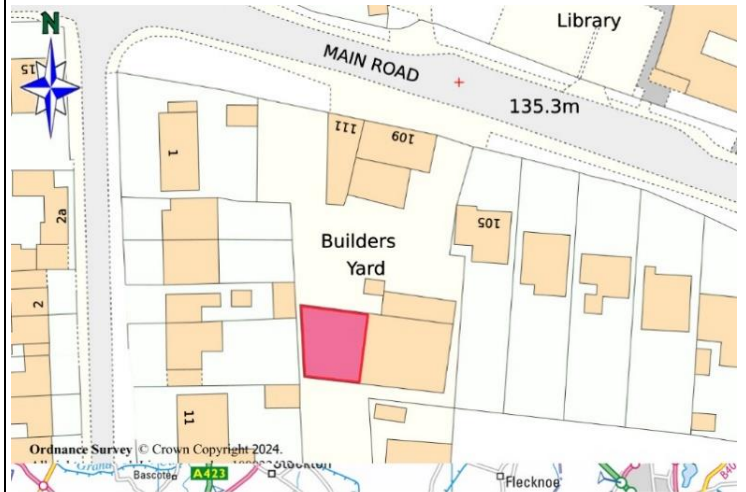 N
Library
MAIN ROAD
135.3m
15
111
109
1
2a
105
Builders
Yard
2
11
Ordnance Survey © Crown Copyright 2024.
Bascote
A423
Flecknoe